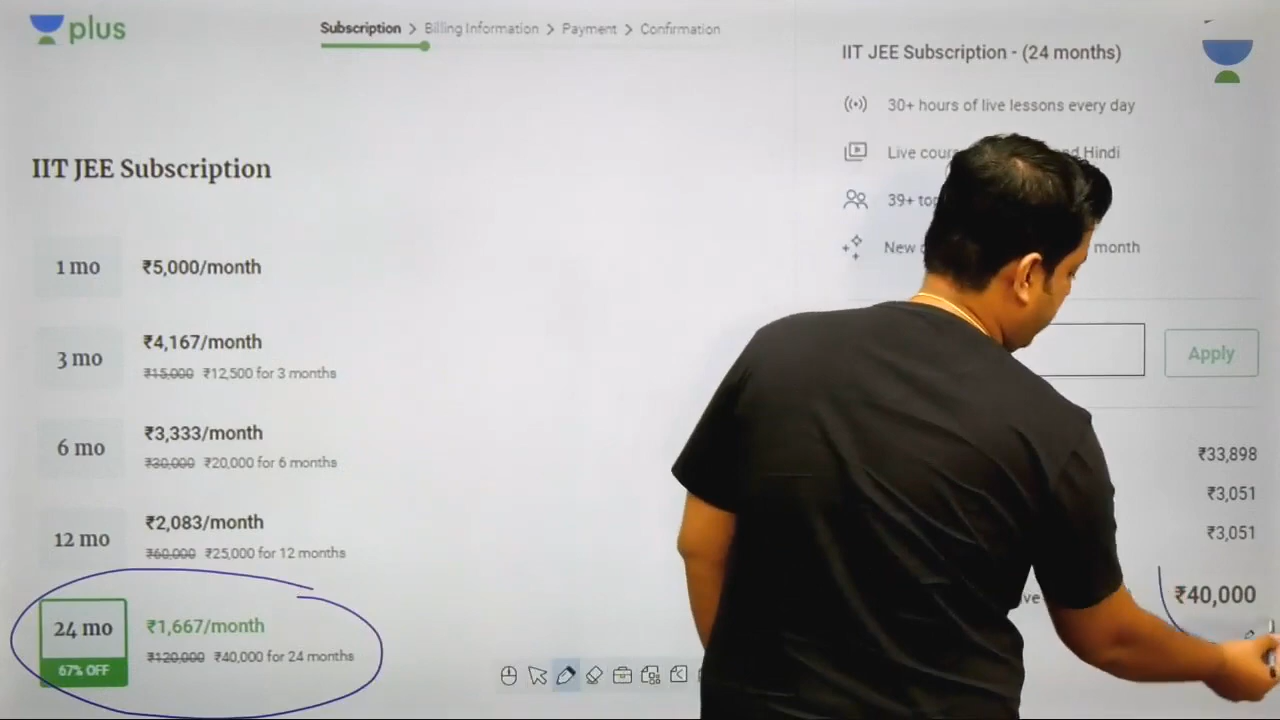 plus
Subscription > Billing Information > Payment > Confirmation
IIT JEE Subscription
1 mo ₹5,000/month
3 mo ₹4,167/month
₹15,000 ₹12,500 for 3 months
6 mo ₹3,333/month
₹30,000 ₹20,000 for 6 months
12 mo ₹2,083/month
₹60,000 ₹25,000 for 12 months
24 mo ₹1,667/month
67% OFF ₹120,000 ₹40,000 for 24 months
IIT JEE Subscription - (24 months)
30+ hours of live lessons every day
Live Hindi
39+
New month
Apply
₹33,898
₹3,051
₹3,051
₹40,000